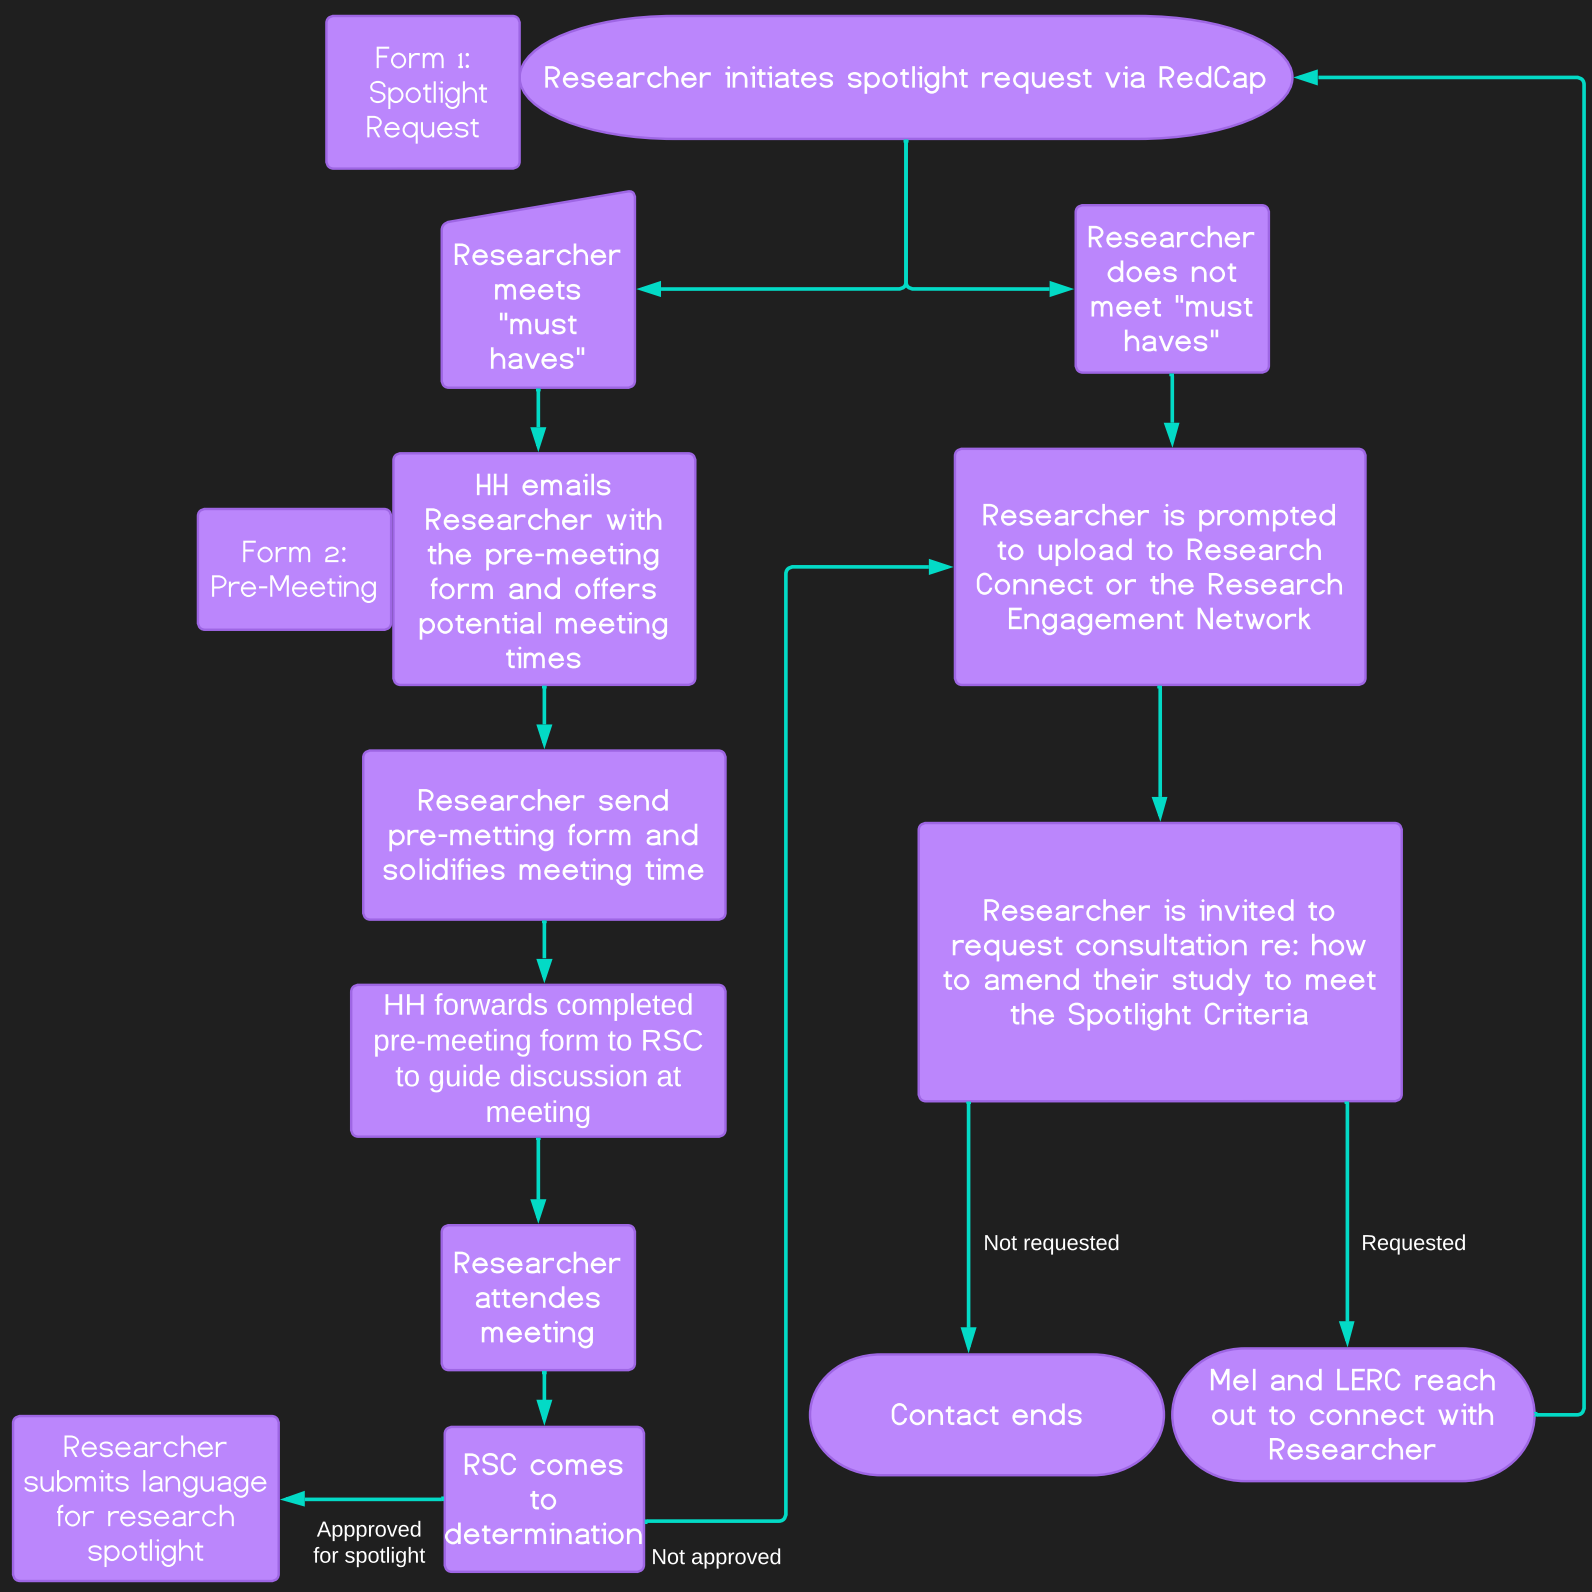 Form 1:
Spotlight
Request
Researcher initiates spotlight request via RedCap
Researcher
meets
"must
haves"
Researcher
does not
meet "must
haves"
Form 2:
Pre-Meeting
HH emails
Researcher with
the pre-meeting
form and offers
potential meeting
times
Researcher is prompted
to upload to Research
Connect or the Research
Engagement Network
Researcher send
pre-metting form and
solidifies meeting time
Researcher is invited to
request consultation re: how
to amend their study to meet
the Spotlight Criteria
HH forwards completed
pre-meeting form to RSC
to guide discussion at
meeting
Not requested
Requested
Researcher
attendes
meeting
Contact ends
Mel and LERC reach
out to connect with
Researcher
RSC comes
to
determination
Appproved
for spotlight
Not approved
Researcher
submits language
for research
spotlight